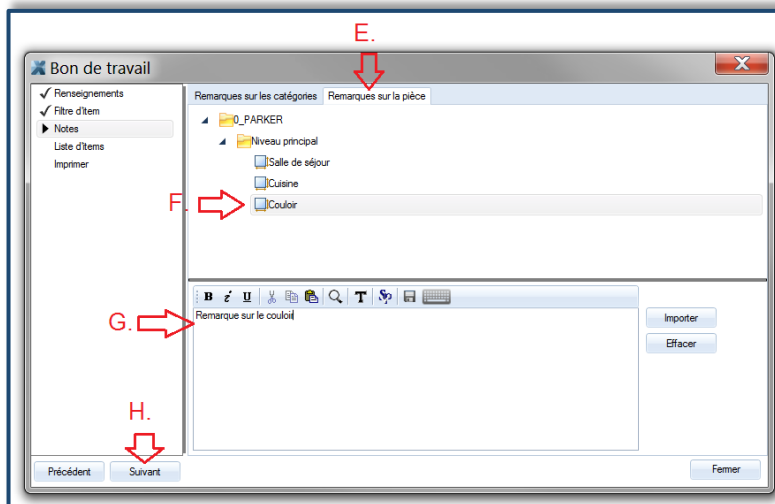 E.
Bon de travail
Renseignements
Filtre d'item
Notes
Liste d'items
Imprimer
Remarques sur les catégories Remarques sur la pièce
0_PARKER
Niveau principal
Salle de séjour
Cuisine
F. Couloir
B i U T Sp
G. Remarque sur le couloir
Importer
Effacer
H.
Précédent Suivant Fermer